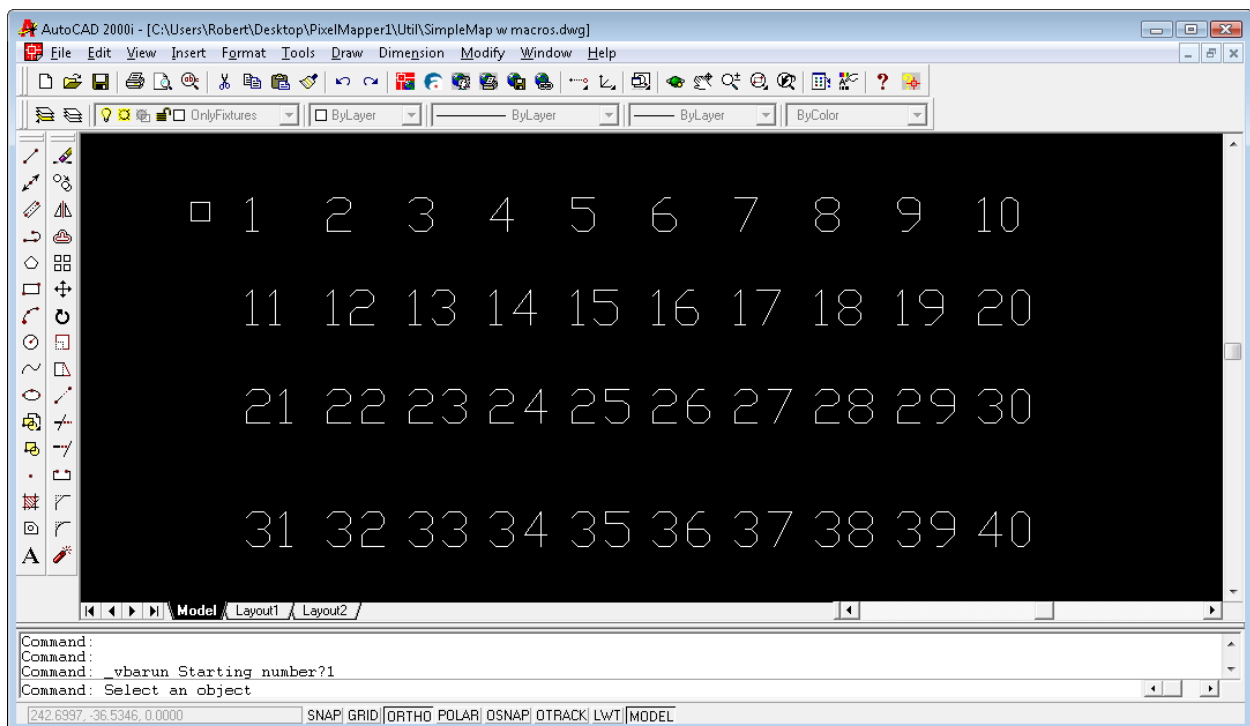 AutoCAD 2000i - [C:\Users\Robert\Desktop\PixelMapper1\Util\SimpleMap w macros.dwg]
File Edit View Insert Format Tools Draw Dimension Modify Window Help
OnlyFixtures ByLayer ByLayer ByLayer ByColor
1 2 3 4 5 6 7 8 9 10
11 12 13 14 15 16 17 18 19 20
21 22 23 24 25 26 27 28 29 30
31 32 33 34 35 36 37 38 39 40
Model Layout1 Layout2
Command:
Command:
Command: _vbarun Starting number?1
Command: Select an object
242.6997, -36.5346, 0.0000 SNAP GRID ORTHO POLAR OSNAP OTRACK LWT MODEL